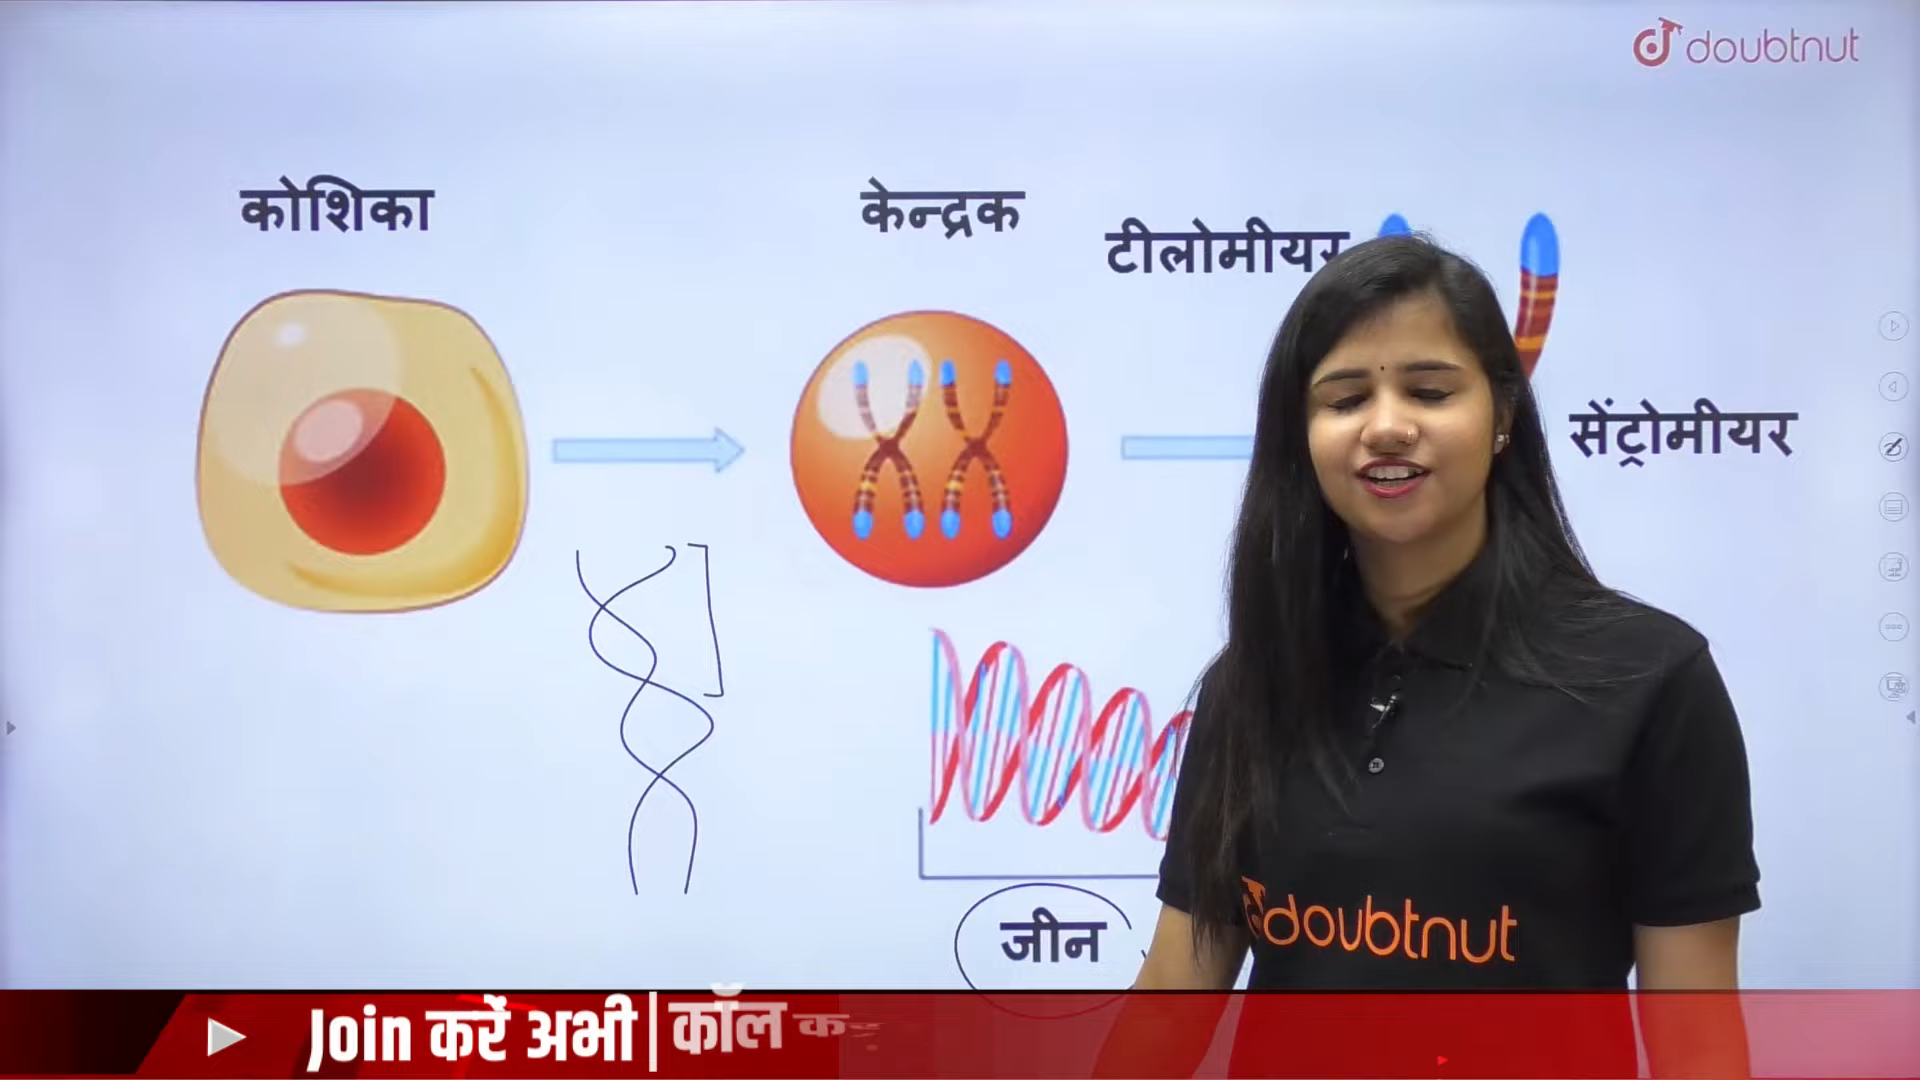 doubtnut
कोशिका
केन्द्रक
टीलोमीयर
सेंट्रोमीयर
जीन
doubtnut
Join करें अभी | कॉल